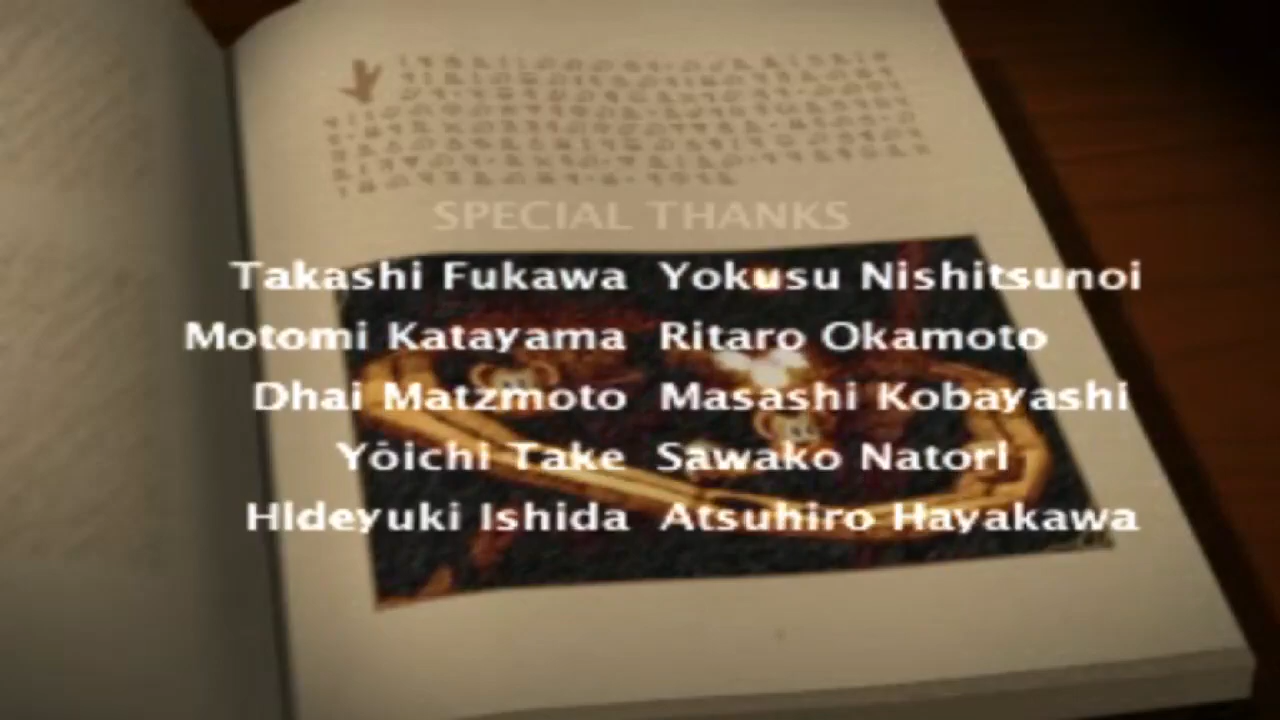 SPECIAL THANKS
Takashi Fukawa Yokusu Nishitsunoi
Motomi Katayama Ritaro Okamoto
Dhai Matzmoto Masashi Kobayashi
Yōichi Take Sawako NatorI
HIdeyuki Ishida Atsuhiro Hayakawa